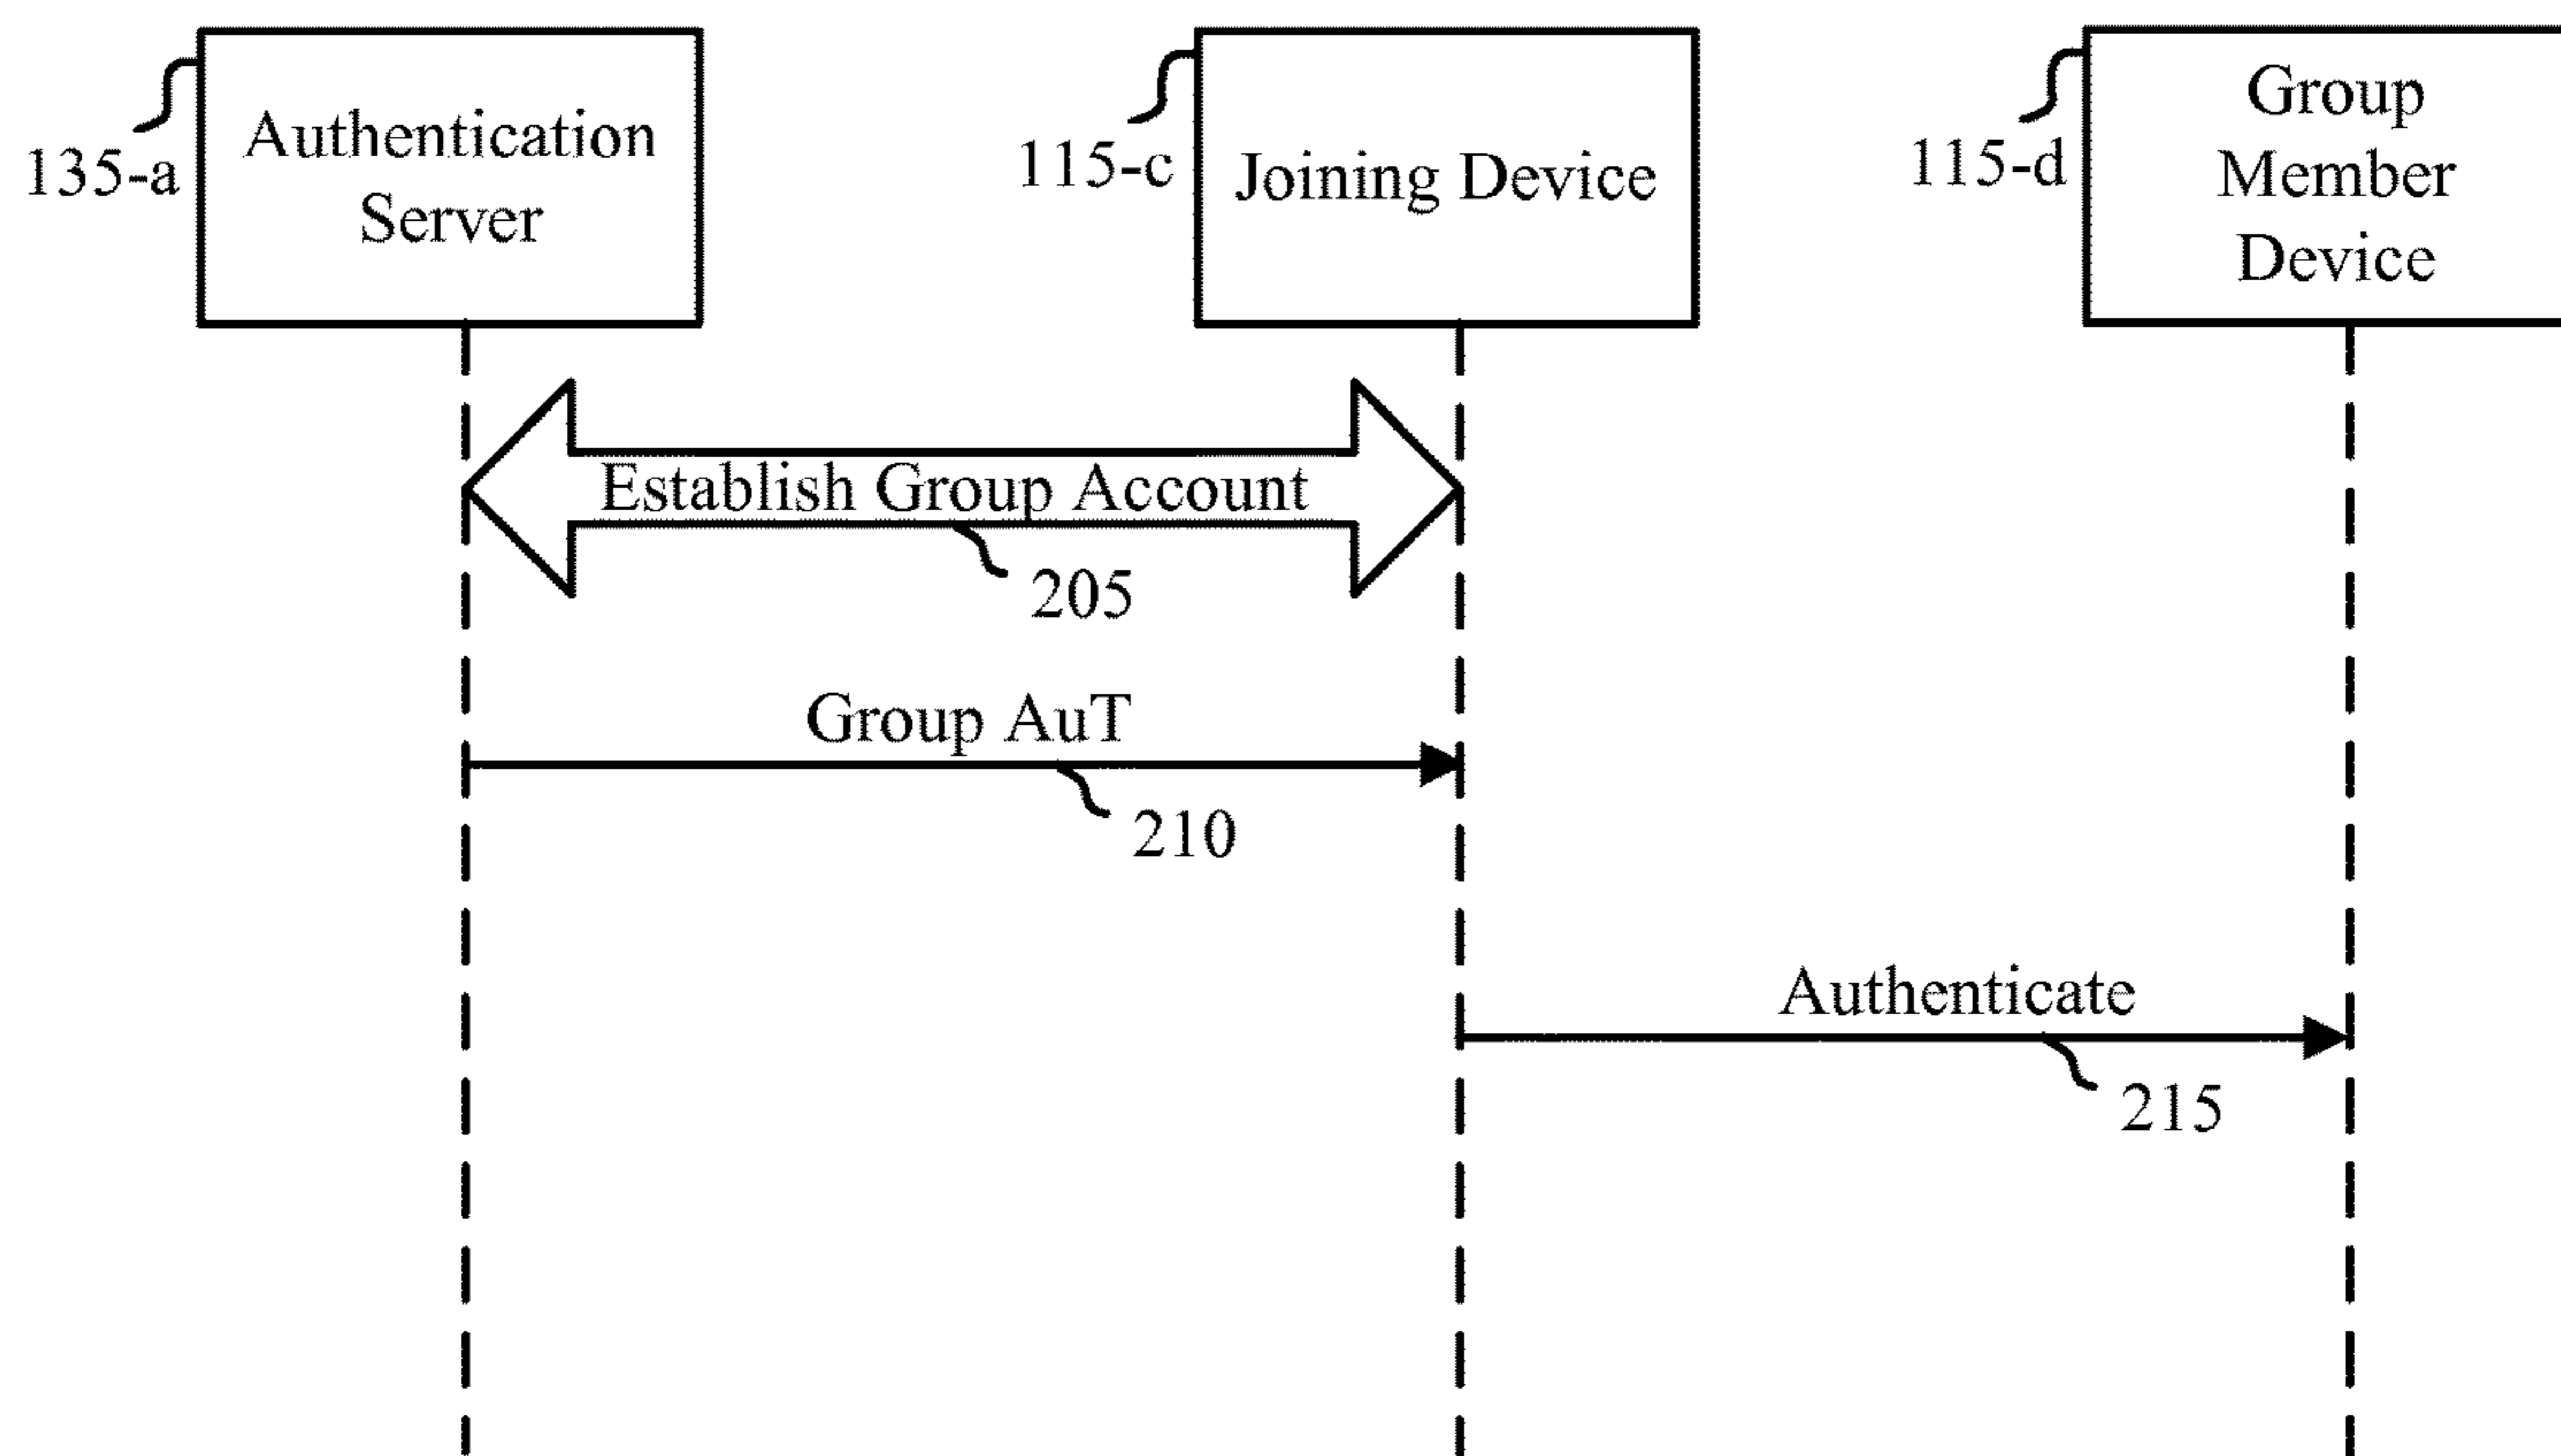 Authentication
Server
135-a
Joining Device
115-c
Group
Member
Device
115-d
Establish Group Account
205
Group AuT
210
Authenticate
215